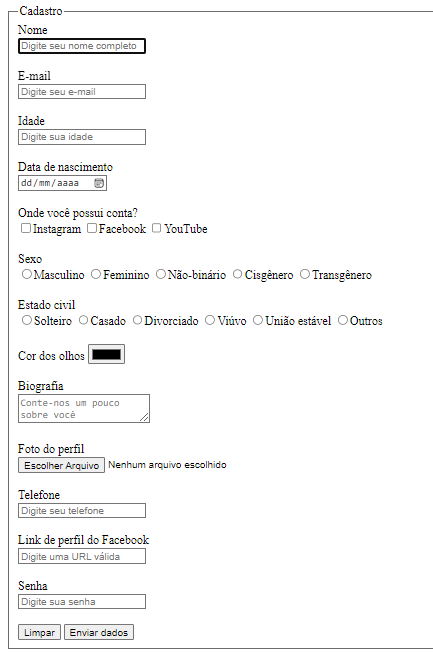 Cadastro
Nome
Digite seu nome completo
E-mail
Digite seu e-mail
Idade
Digite sua idade
Data de nascimento
dd/mm/aaaa
Onde você possui conta?
Instagram Facebook YouTube
Sexo
Masculino Feminino Não-binário Cisgênero Transgênero
Estado civil
Solteiro Casado Divorciado Viúvo União estável Outros
Cor dos olhos
Biografia
Conte-nos um pouco
sobre você
Foto do perfil
Escolher Arquivo Nenhum arquivo escolhido
Telefone
Digite seu telefone
Link de perfil do Facebook
Digite uma URL válida
Senha
Digite sua senha
Limpar Enviar dados